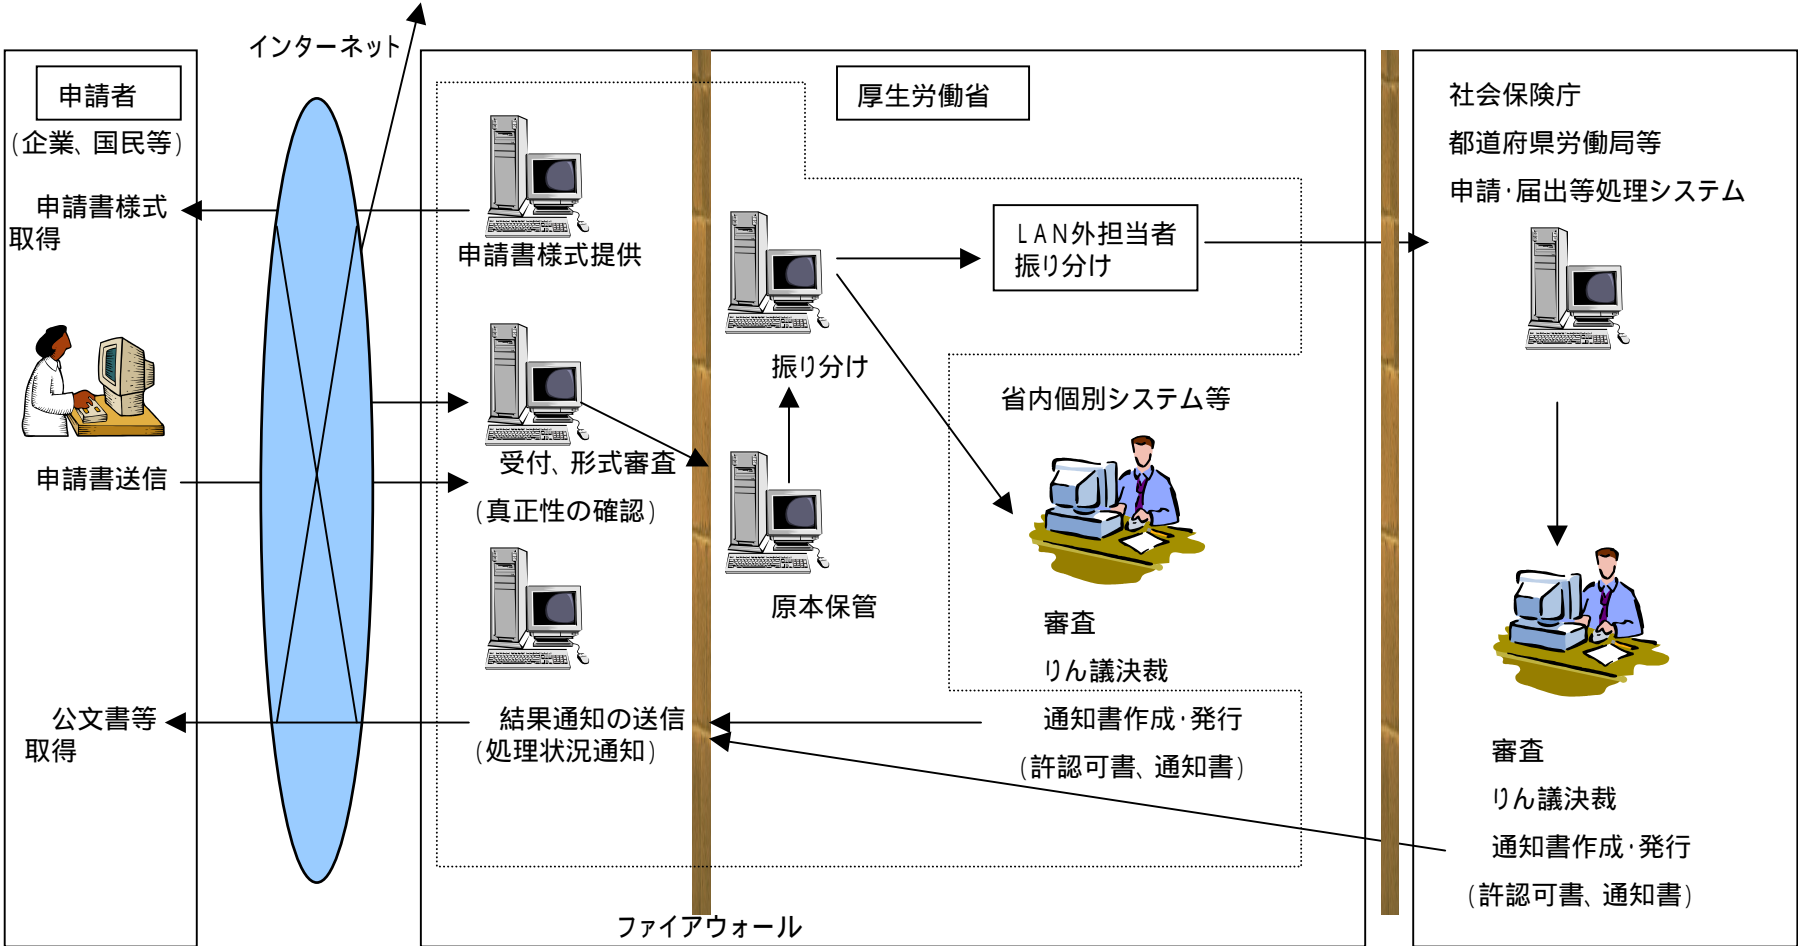 インターネット
申請者
(企業、国民等)
申請書様式
取得
申請書送信
公文書等
取得
厚生労働省
申請書様式提供
受付、形式審査
(真正性の確認)
結果通知の送信
(処理状況通知)
振り分け
原本保管
LAN外担当者
振り分け
省内個別システム等
審査
りん議決裁
通知書作成・発行
(許認可書、通知書)
ファイアウォール
社会保険庁
都道府県労働局等
申請・届出等処理システム
審査
りん議決裁
通知書作成・発行
(許認可書、通知書)